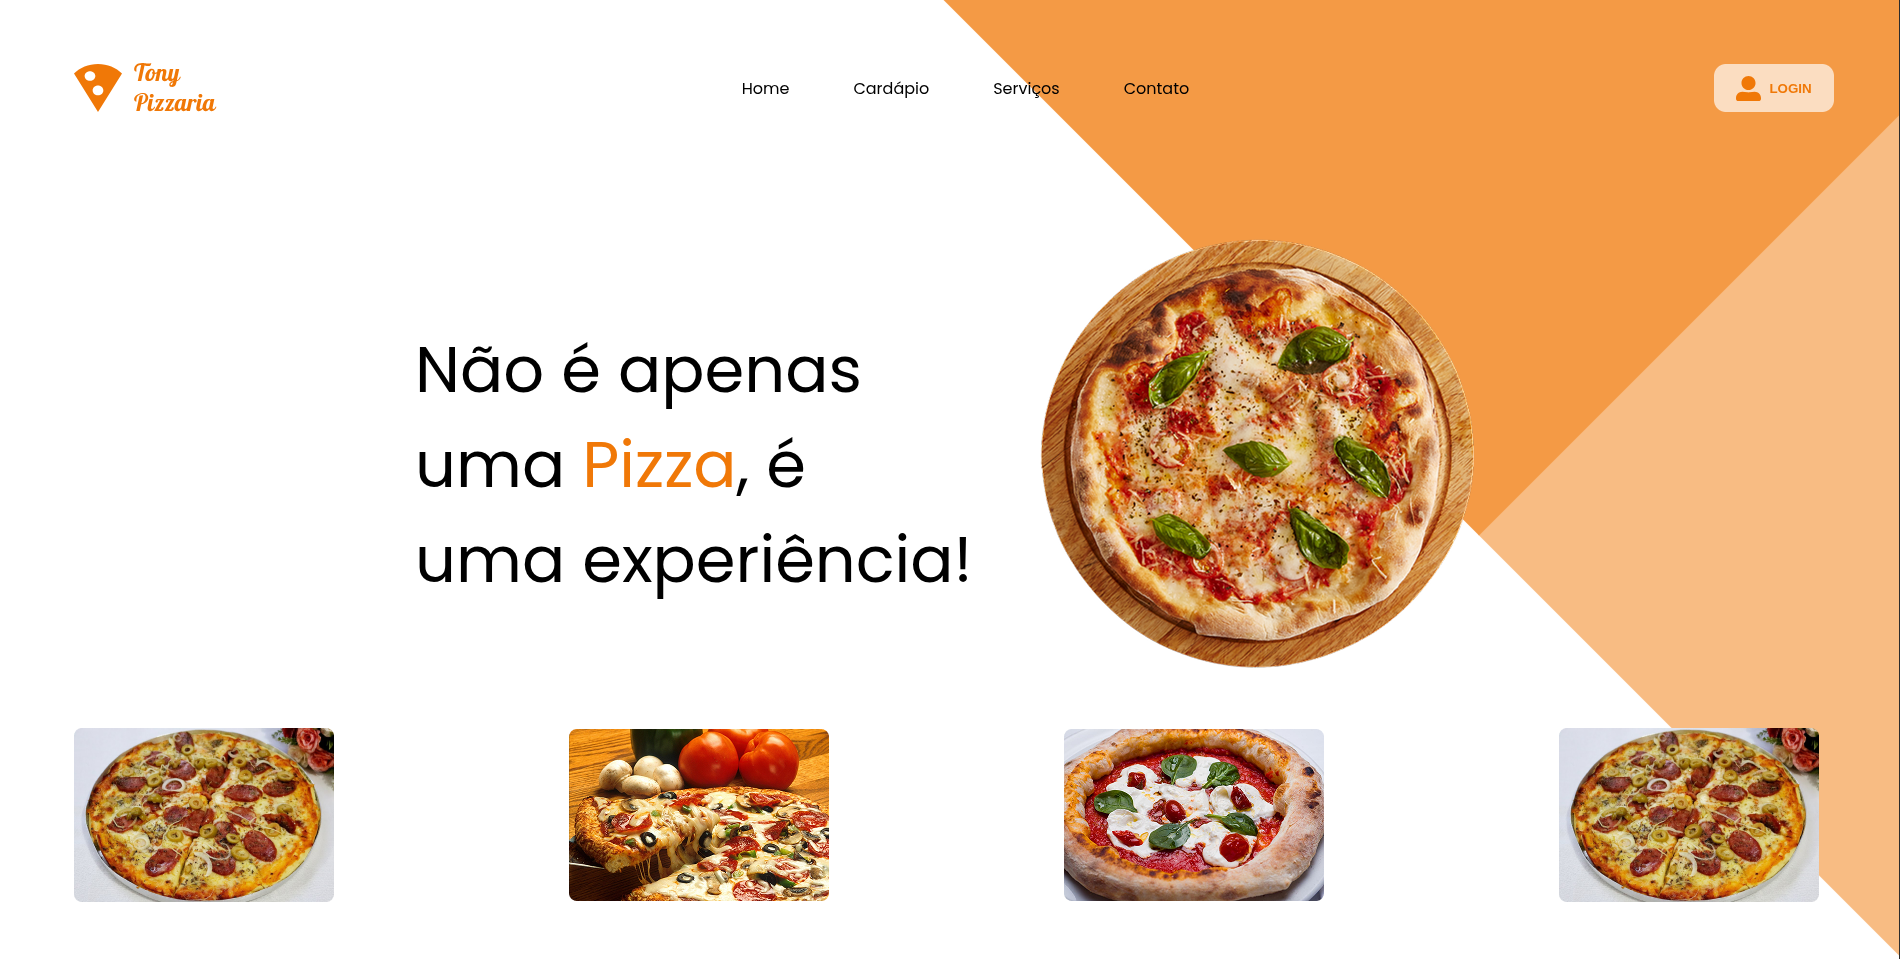 Tony
Pizzaria
Home
Cardápio
Serviços
Contato
LOGIN
Não é apenas
uma Pizza, é
uma experiência!